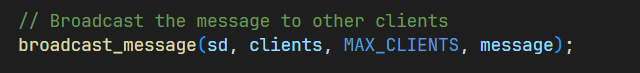 // Broadcast the message to other clients
broadcast_message(sd, clients, MAX_CLIENTS, message);